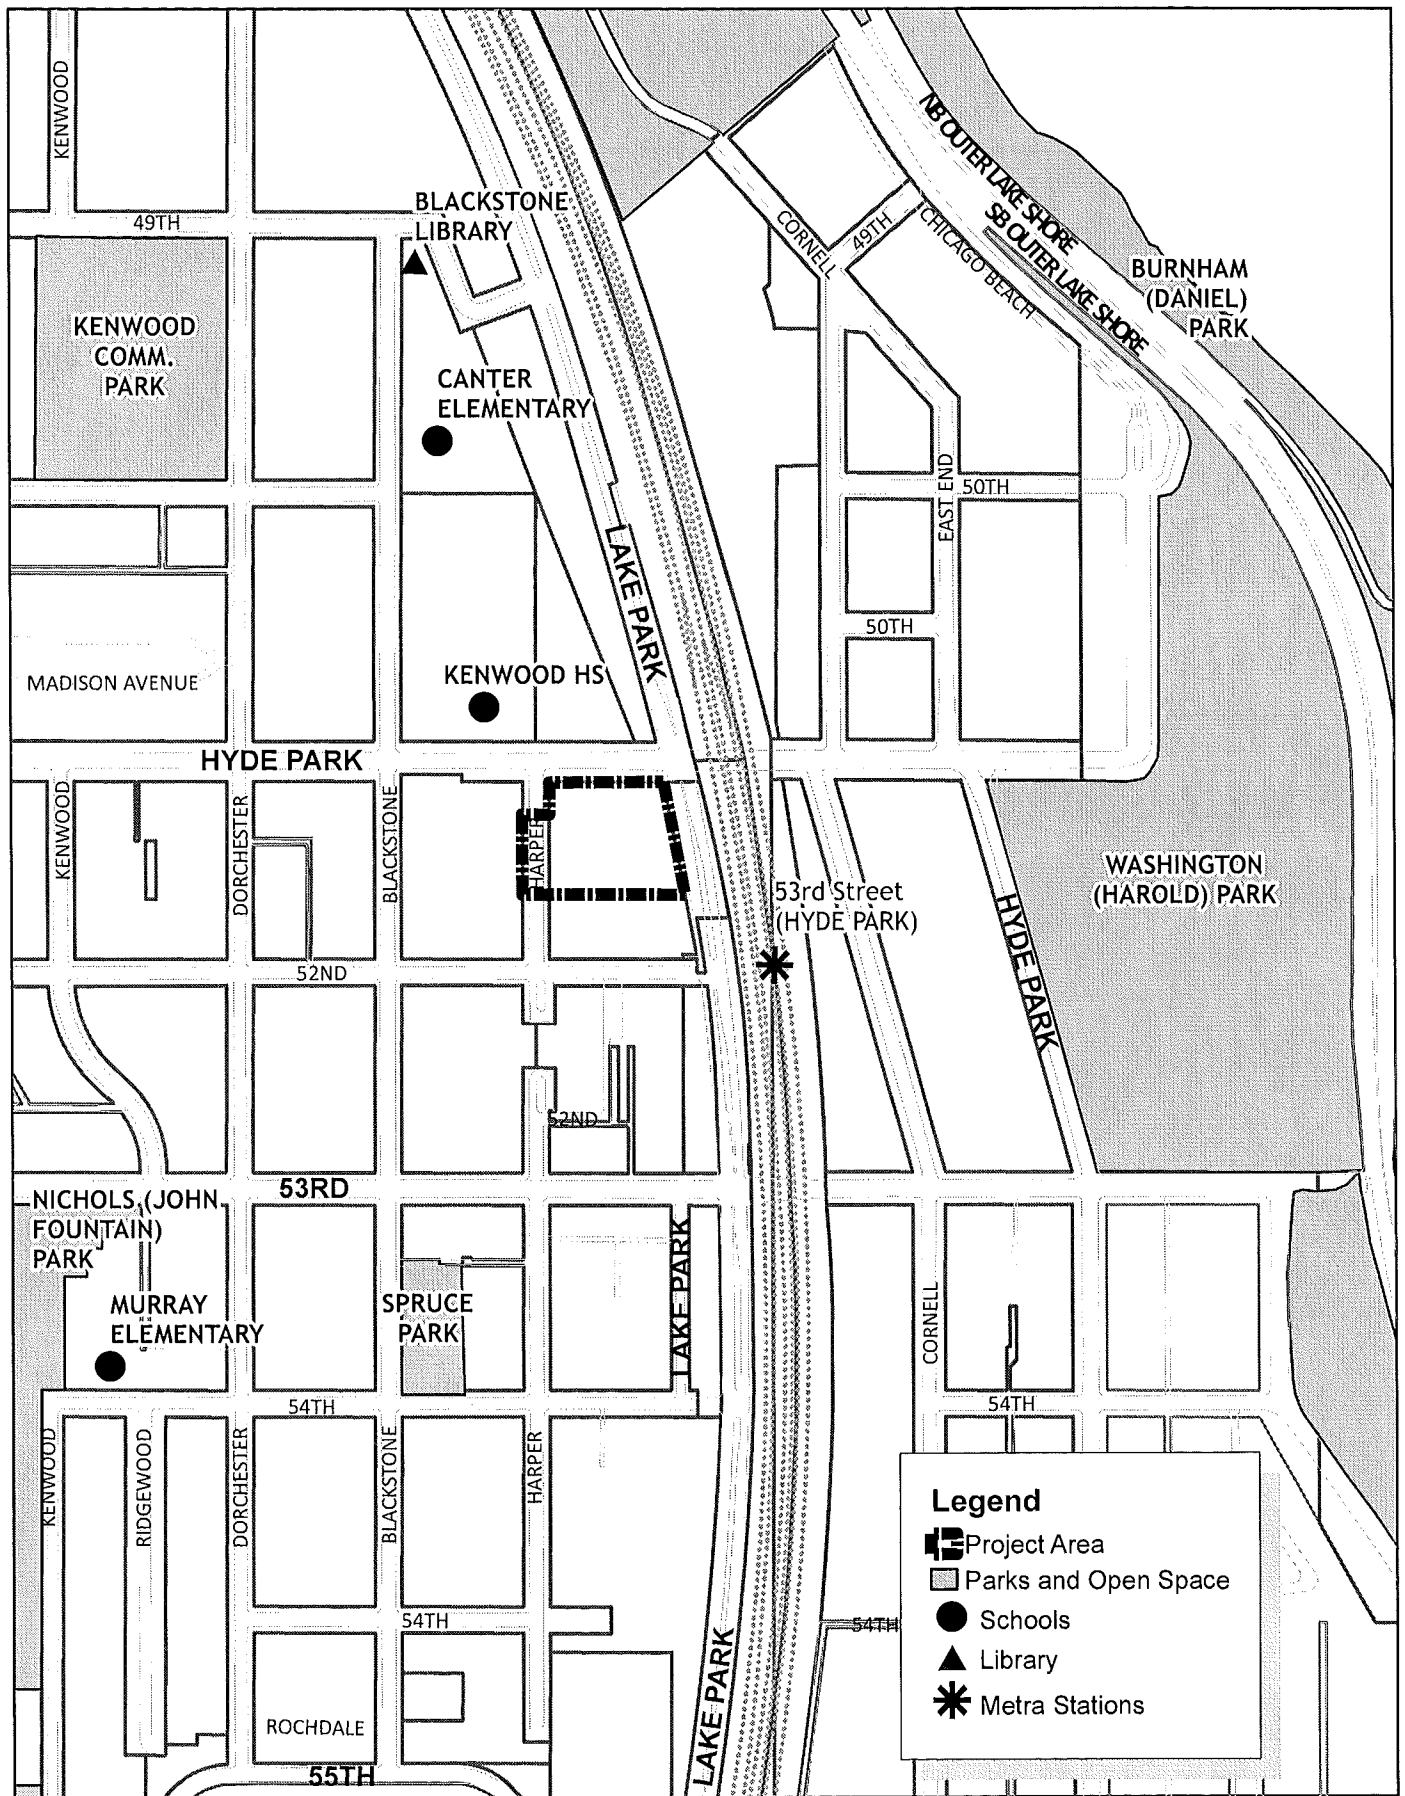 KENWOOD
NB OUTER LAKE SHORE
SB OUTER LAKE SHORE
BLACKSTONE
LIBRARY
49TH
CORNELL
49TH
CHICAGO BEACH
BURNHAM
(DANIEL)
PARK
KENWOOD
COMM.
PARK
CANTER
ELEMENTARY
EAST END
50TH
LAKE PARK
50TH
MADISON AVENUE
KENWOOD HS
HYDE PARK
KENWOOD
DORCHESTER
BLACKSTONE
HARPER
53rd Street
(HYDE PARK)
HYDE PARK
WASHINGTON
(HAROLD) PARK
52ND
52ND
53RD
NICHOLS (JOHN
FOUNTAIN)
PARK
MURRAY
ELEMENTARY
SPRUCE
PARK
LAKE PARK
CORNELL
54TH
54TH
KENWOOD
RIDGEWOOD
DORCHESTER
BLACKSTONE
HARPER
54TH
54TH
LAKE PARK
ROCHDALE
55TH
Legend
Project Area
Parks and Open Space
Schools
Library
Metra Stations